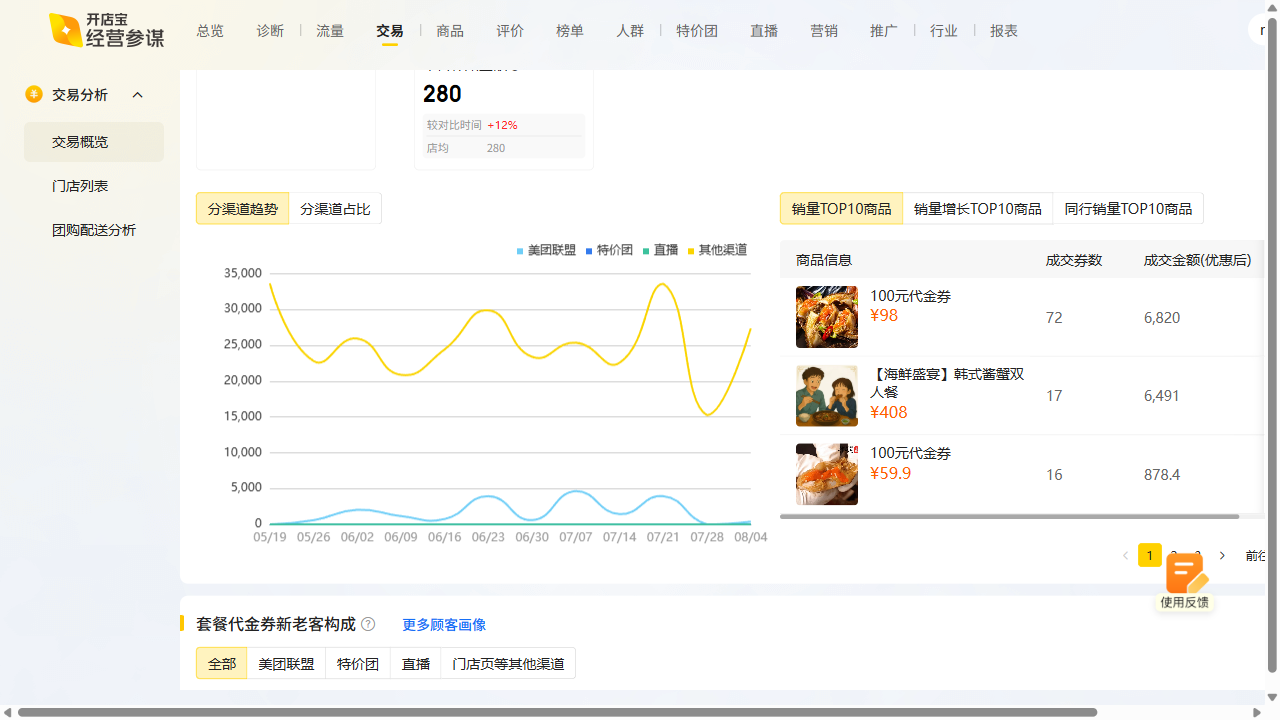 开店宝
经营参谋
总览
诊断
流量
交易
商品
评价
榜单
人群
特价团
直播
营销
推广
行业
报表
交易分析
交易概览
门店列表
团购配送分析
280
较对比时间 +12%
店均 280
分渠道趋势 分渠道占比
美团联盟 特价团 直播 其他渠道
35,000
30,000
25,000
20,000
15,000
10,000
5,000
0
05/19 05/26 06/02 06/09 06/16 06/23 06/30 07/07 07/14 07/21 07/28 08/04
销量TOP10商品 销量增长TOP10商品 同行销量TOP10商品
商品信息 成交券数 成交金额(优惠后)
100元代金券
¥98
72 6,820
【海鲜盛宴】韩式酱蟹双
人餐
¥408
17 6,491
100元代金券
¥59.9
16 878.4
1
前往
使用反馈
套餐代金券新老客构成 ? 更多顾客画像
全部 美团联盟 特价团 直播 门店页等其他渠道